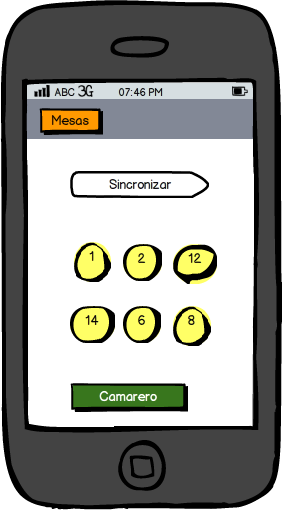 ABC 3G 07:46 PM
Mesas
Sincronizar
1 2 12
14 6 8
Camarero